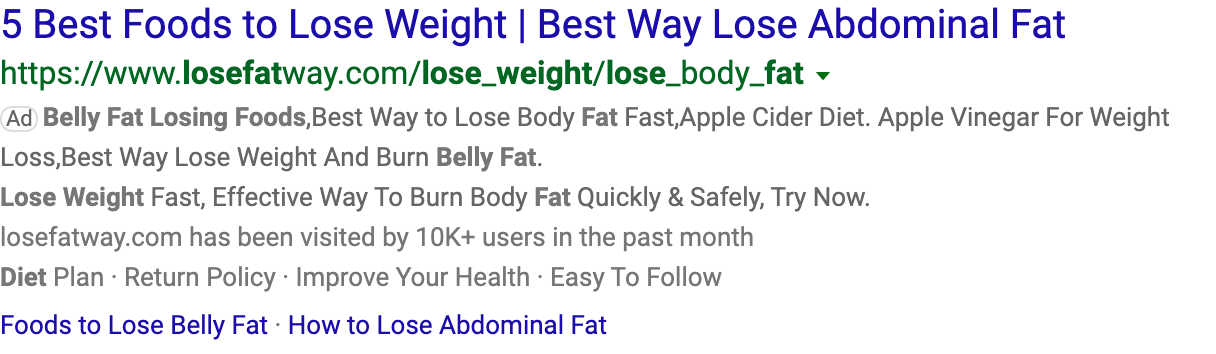 5 Best Foods to Lose Weight | Best Way Lose Abdominal Fat
https://www.losefatway.com/lose_weight/lose_body_fat
Ad Belly Fat Losing Foods,Best Way to Lose Body Fat Fast,Apple Cider Diet. Apple Vinegar For Weight
Loss,Best Way Lose Weight And Burn Belly Fat.
Lose Weight Fast, Effective Way To Burn Body Fat Quickly & Safely, Try Now.
losefatway.com has been visited by 10K+ users in the past month
Diet Plan · Return Policy · Improve Your Health · Easy To Follow
Foods to Lose Belly Fat · How to Lose Abdominal Fat